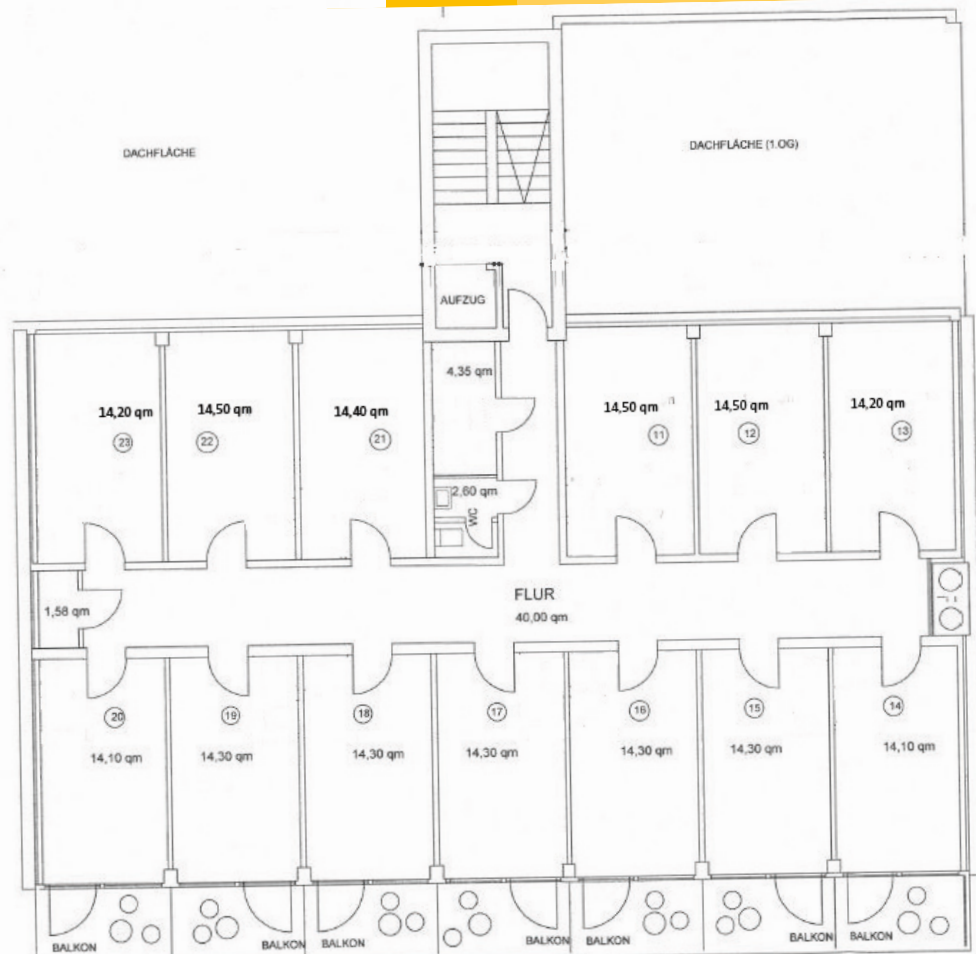 DACHFLÄCHE
DACHFLÄCHE (1.OG)
AUFZUG
4,35 qm
14,20 qm
23
14,50 qm
22
14,40 qm
21
14,50 qm
11
14,50 qm
12
14,20 qm
13
2,60 qm
WC
1,58 qm
FLUR
40,00 qm
20
14,10 qm
19
14,30 qm
18
14,30 qm
17
14,30 qm
16
14,30 qm
15
14,30 qm
14
14,10 qm
BALKON
BALKON
BALKON
BALKON
BALKON
BALKON
BALKON